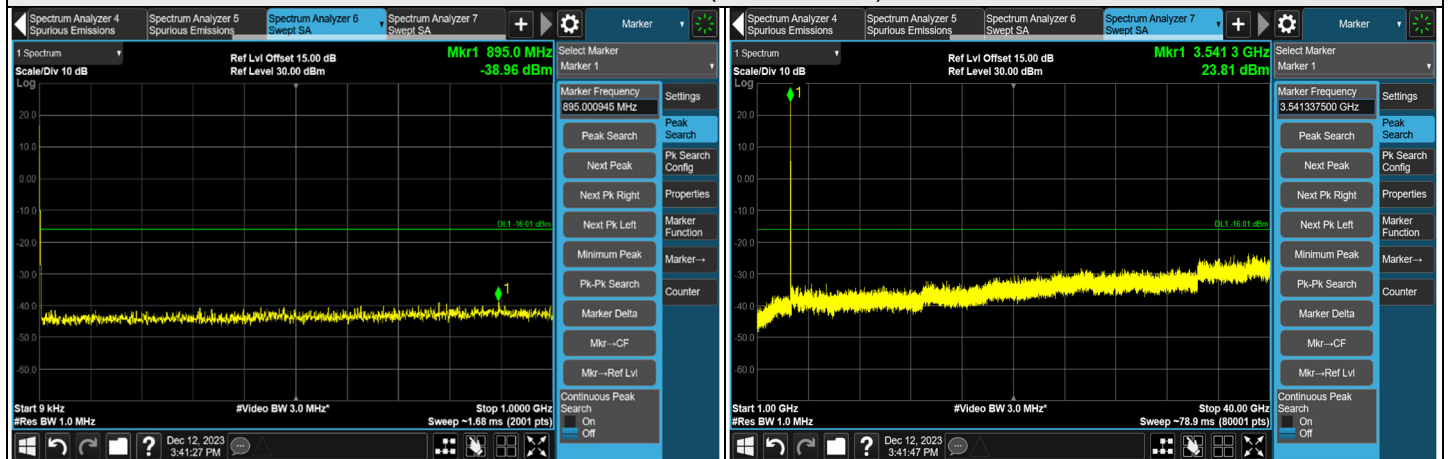 Spectrum Analyzer 4
Spurious Emissions
Spectrum Analyzer 5
Spurious Emissions
Spectrum Analyzer 6
Swept SA
Spectrum Analyzer 7
Swept SA
+
Marker
1 Spectrum
Scale/Div 10 dB
Log
Ref Lvl Offset 15.00 dB
Ref Level 30.00 dBm
Mkr1 895.0 MHz
-38.96 dBm
1
20.0
10.0
0.00
-10.0
-20.0
-30.0
-40.0
-50.0
-60.0
DL1 -16.01 dBm
1
Start 9 kHz
#Res BW 1.0 MHz
#Video BW 3.0 MHz*
Stop 1.0000 GHz
Sweep ~1.68 ms (2001 pts)
Select Marker
Marker 1
Marker Frequency
895.000945 MHz
Peak Search
Next Peak
Next Pk Right
Next Pk Left
Minimum Peak
Pk-Pk Search
Marker Delta
Mkr→CF
Mkr→Ref Lvl
Continuous Peak
Search
On
Off
Settings
Peak
Search
Pk Search
Config
Properties
Marker
Function
Marker→
Counter
?
Dec 12, 2023
3:41:27 PM
Spectrum Analyzer 4
Spurious Emissions
Spectrum Analyzer 5
Spurious Emissions
Spectrum Analyzer 6
Swept SA
Spectrum Analyzer 7
Swept SA
+
Marker
1 Spectrum
Scale/Div 10 dB
Log
Ref Lvl Offset 15.00 dB
Ref Level 30.00 dBm
Mkr1 3.541 3 GHz
23.81 dBm
1
20.0
10.0
0.00
-10.0
-20.0
-30.0
-40.0
-50.0
-60.0
DL1 -16.01 dBm
Start 1.00 GHz
#Res BW 1.0 MHz
#Video BW 3.0 MHz*
Stop 40.00 GHz
Sweep ~78.9 ms (80001 pts)
Select Marker
Marker 1
Marker Frequency
3.541337500 GHz
Peak Search
Next Peak
Next Pk Right
Next Pk Left
Minimum Peak
Pk-Pk Search
Marker Delta
Mkr→CF
Mkr→Ref Lvl
Continuous Peak
Search
On
Off
Settings
Peak
Search
Pk Search
Config
Properties
Marker
Function
Marker→
Counter
?
Dec 12, 2023
3:41:47 PM